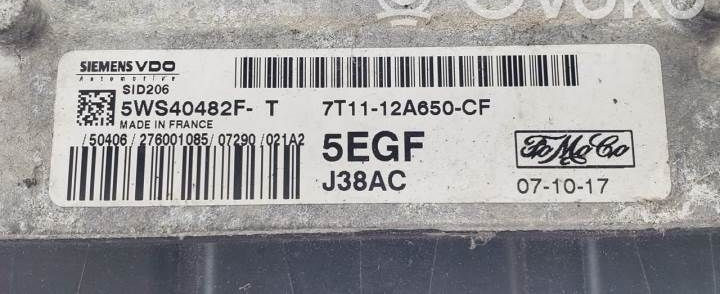 OVOKO
SIEMENS VDO
Automotive
SID206
5WS40482F- T
MADE IN FRANCE
/50406/276001085/07290/021A2
7T11-12A650-CF
5EGF
J38AC
FoMoCo
07-10-17